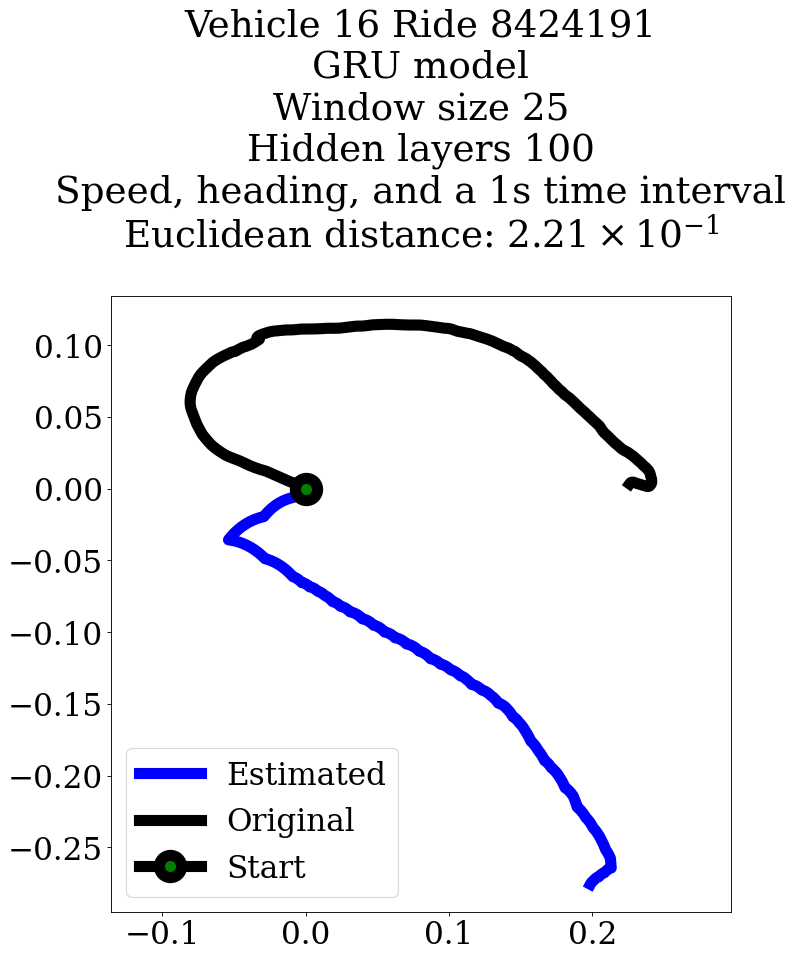 Vehicle 16 Ride 8424191
GRU model
Window size 25
Hidden layers 100
Speed, heading, and a 1s time interval
Euclidean distance: 2.21 × 10⁻¹
0.10
0.05
0.00
−0.05
−0.10
−0.15
−0.20
−0.25
Estimated
Original
Start
−0.1 0.0 0.1 0.2